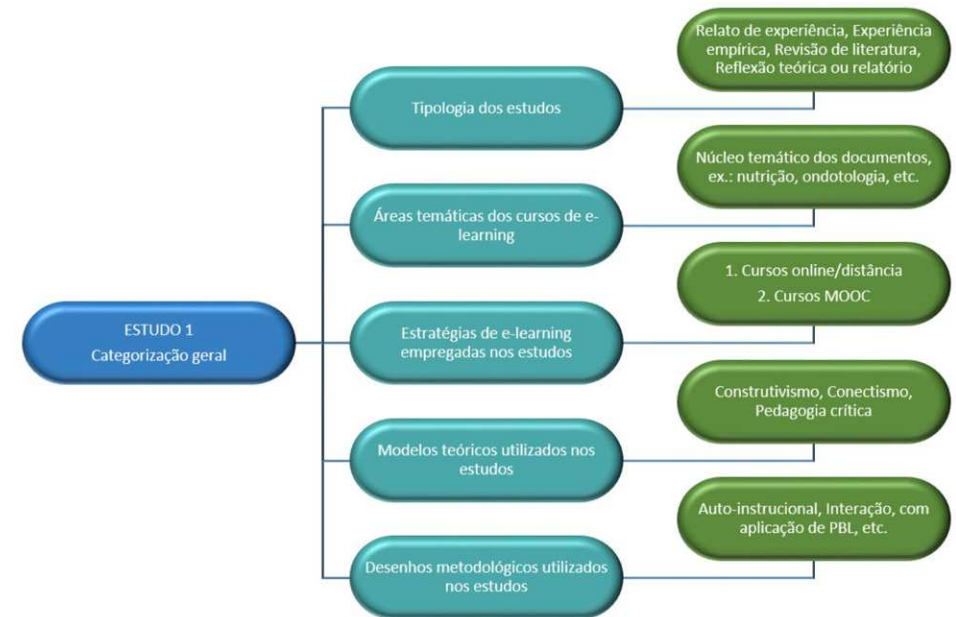 Relato de experiência, Experiência
empírica, Revisão de literatura,
Reflexão teórica ou relatório
Tipologia dos estudos
Núcleo temático dos documentos,
ex.: nutrição, ondotologia, etc.
Áreas temáticas dos cursos de e-
learning
1. Cursos online/distância
2. Cursos MOOC
ESTUDO 1
Categorização geral
Estratégias de e-learning
empregadas nos estudos
Construtivismo, Conectismo,
Pedagogia crítica
Modelos teóricos utilizados nos
estudos
Auto-instrucional, Interação, com
aplicação de PBL, etc.
Desenhos metodológicos utilizados
nos estudos